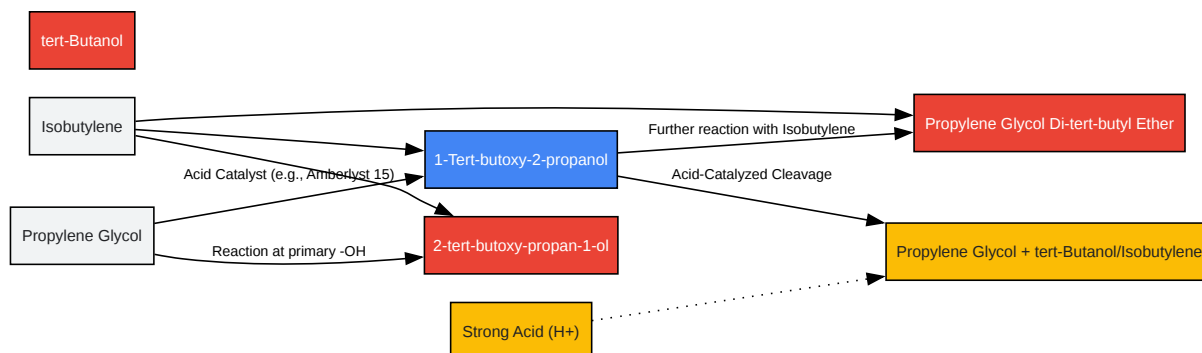 tert-Butanol
Isobutylene
Propylene Glycol Di-tert-butyl Ether
Further reaction with Isobutylene
1-Tert-butoxy-2-propanol
Acid Catalyst (e.g., Amberlyst 15)
Acid-Catalyzed Cleavage
Propylene Glycol
2-tert-butoxy-propan-1-ol
Reaction at primary -OH
Propylene Glycol + tert-Butanol/Isobutylene
Strong Acid (H+)